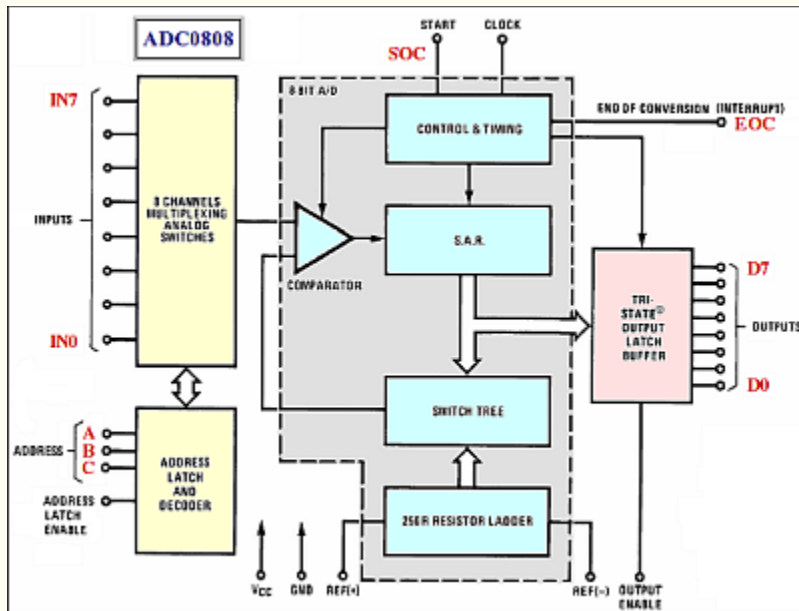 ADC0808
START
CLOCK
SOC
8-BIT A/D
IN7
END OF CONVERSION (INTERRUPT)
EOC
CONTROL & TIMING
INPUTS
8 CHANNELS
MULTIPLEXING
ANALOG
SWITCHES
S.A.R.
COMPARATOR
D7
TRI-
STATE®
OUTPUT
LATCH
BUFFER
OUTPUTS
D0
IN0
SWITCH TREE
ADDRESS
A
B
C
ADDRESS
LATCH
AND
DECODER
ADDRESS
LATCH
ENABLE
256R RESISTOR LADDER
VCC
GND
REF(+)
REF(-)
OUTPUT
ENABLE